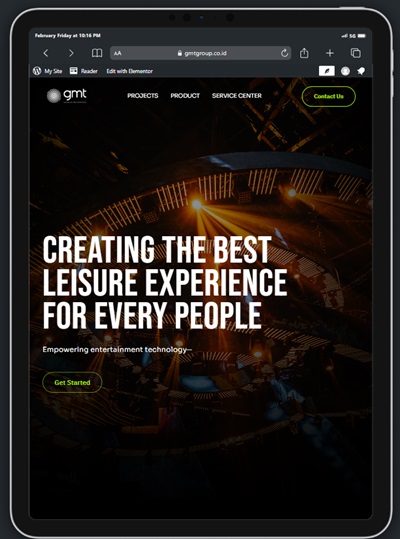 February Friday at 10:16 PM
5G
AA
gmtgroup.co.id
My Site
Reader
Edit with Elementor
gmt
PROJECTS
PRODUCT
SERVICE CENTER
Contact Us
CREATING THE BEST
LEISURE EXPERIENCE
FOR EVERY PEOPLE
Empowering entertainment technology—
Get Started